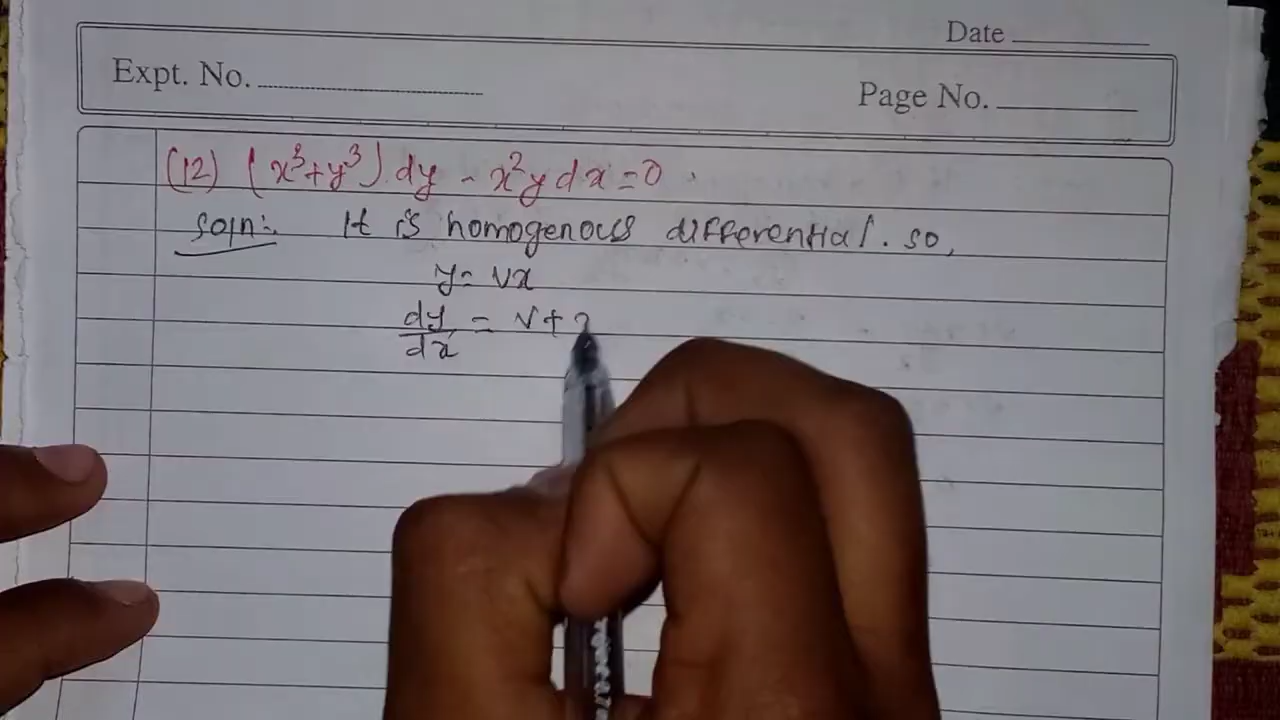 Date
Expt. No.
Page No.
(12) (x³+y³).dy - x²y dx = 0.
Soln:. It is homogenous differential. so,
y = vx
dy/dx = v +